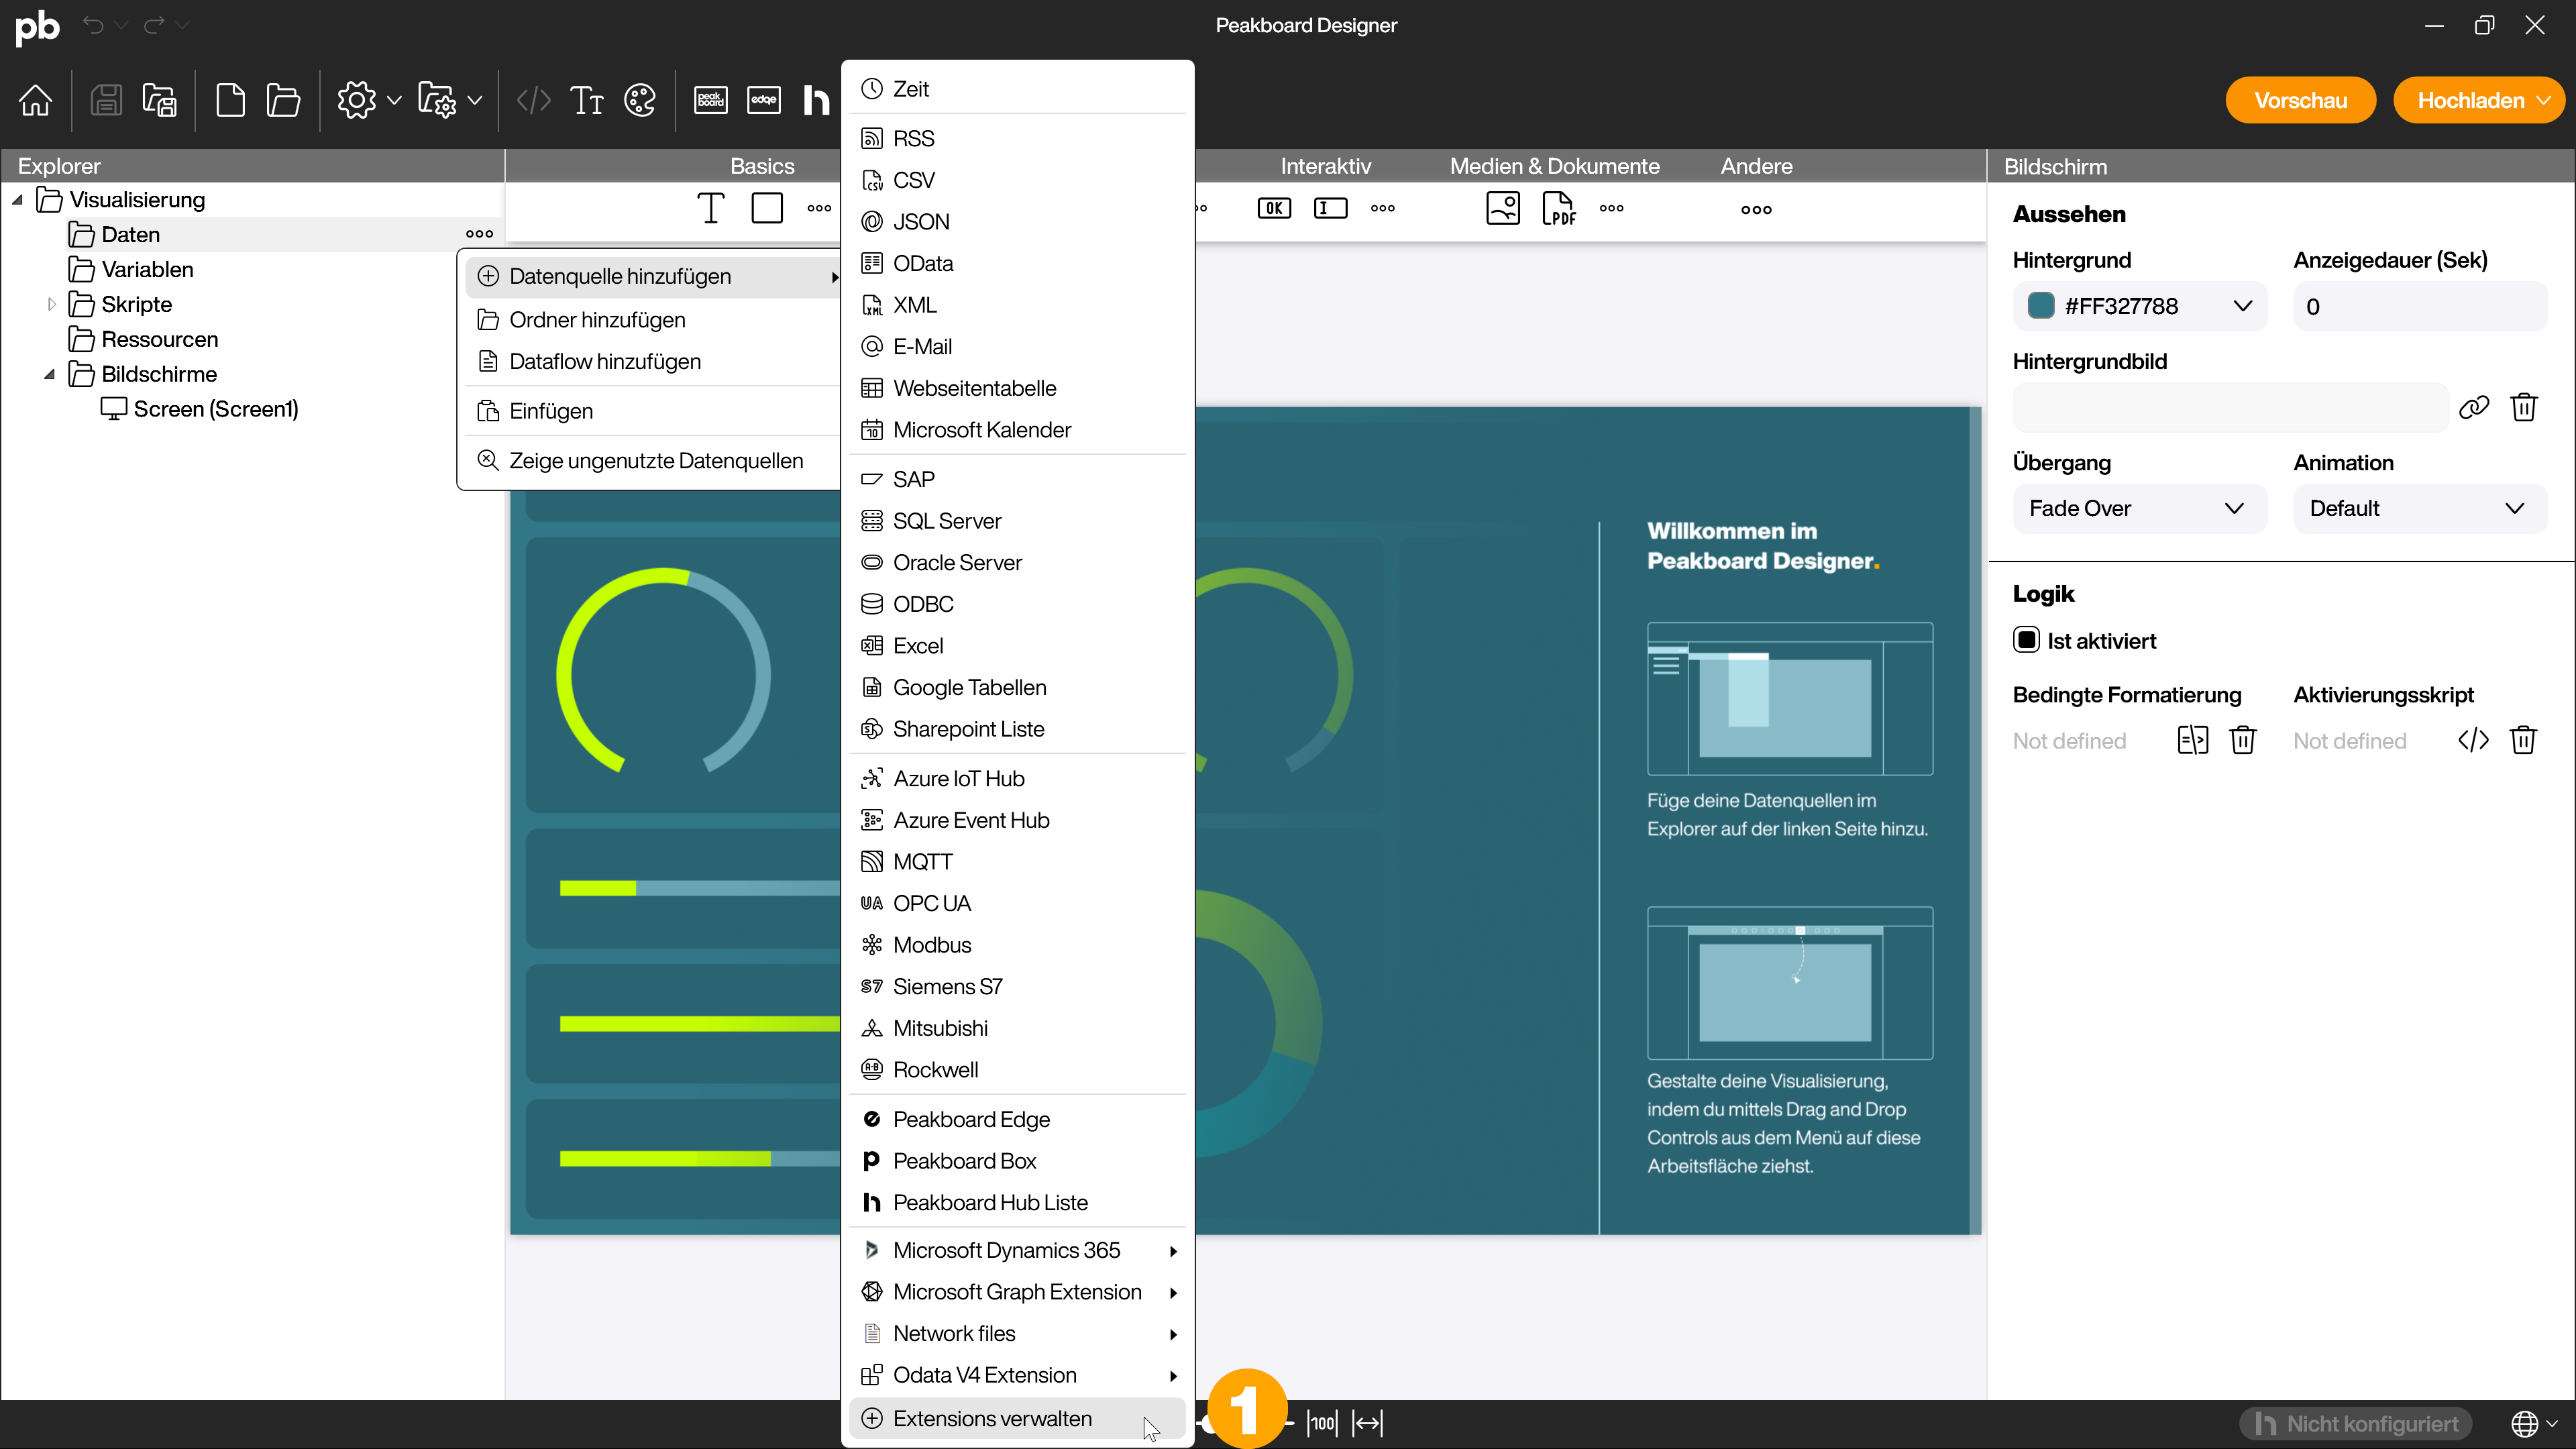 pb
Peakboard Designer
peak
board
edge
h
Vorschau
Hochladen
Explorer
Basics
Interaktiv
Medien & Dokumente
Andere
Bildschirm
Visualisierung
Daten
Variablen
Skripte
Ressourcen
Bildschirme
Screen (Screen1)
Datenquelle hinzufügen
Ordner hinzufügen
Dataflow hinzufügen
Einfügen
Zeige ungenutzte Datenquellen
Zeit
RSS
CSV
JSON
OData
XML
E-Mail
Webseitentabelle
Microsoft Kalender
SAP
SQL Server
Oracle Server
ODBC
Excel
Google Tabellen
Sharepoint Liste
Azure IoT Hub
Azure Event Hub
MQTT
OPC UA
Modbus
Siemens S7
Mitsubishi
Rockwell
Peakboard Edge
Peakboard Box
Peakboard Hub Liste
Microsoft Dynamics 365
Microsoft Graph Extension
Network files
Odata V4 Extension
Extensions verwalten
1
OK
PDF
Willkommen im
Peakboard Designer.
Füge deine Datenquellen im
Explorer auf der linken Seite hinzu.
Gestalte deine Visualisierung,
indem du mittels Drag and Drop
Controls aus dem Menü auf diese
Arbeitsfläche ziehst.
Aussehen
Hintergrund
Anzeigedauer (Sek)
#FF327788
0
Hintergrundbild
Übergang
Animation
Fade Over
Default
Logik
Ist aktiviert
Bedingte Formatierung
Aktivierungsskript
Not defined
Not defined
100
Nicht konfiguriert